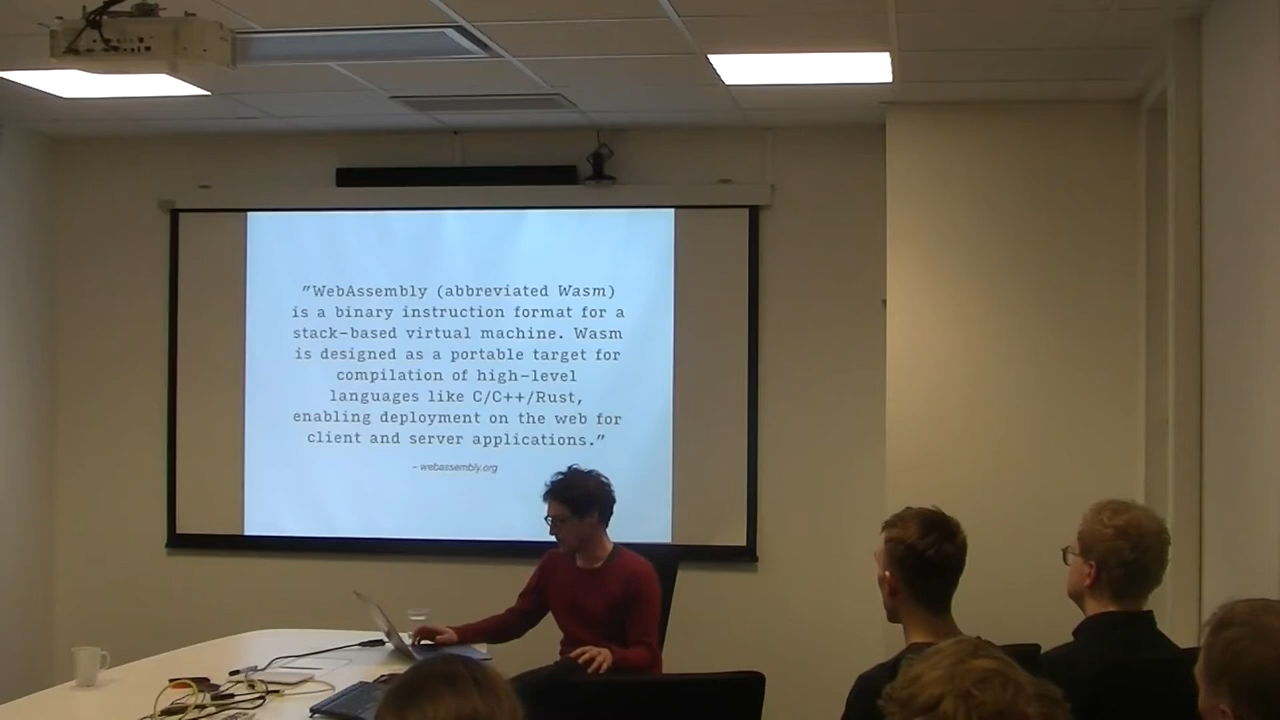 "WebAssembly (abbreviated Wasm)
is a binary instruction format for a
stack-based virtual machine. Wasm
is designed as a portable target for
compilation of high-level
languages like C/C++/Rust,
enabling deployment on the web for
client and server applications."
– webassembly.org